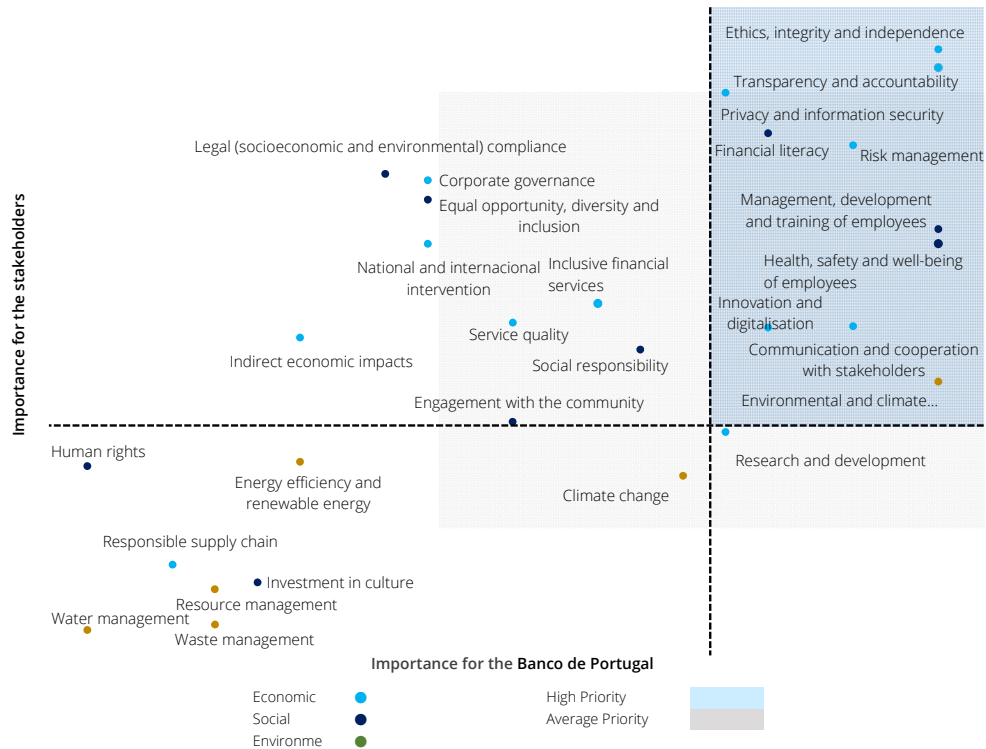 Ethics, integrity and independence
Transparency and accountability
Privacy and information security
Legal (socioeconomic and environmental) compliance
Financial literacy
Risk management
Corporate governance
Equal opportunity, diversity and
inclusion
Management, development
and training of employees
National and internacional
intervention
Inclusive financial
services
Health, safety and well-being
of employees
Innovation and
digitalisation
Service quality
Indirect economic impacts
Social responsibility
Communication and cooperation
with stakeholders
Engagement with the community
Environmental and climate...
Importance for the stakeholders
Human rights
Research and development
Energy efficiency and
renewable energy
Climate change
Responsible supply chain
Investment in culture
Resource management
Water management
Waste management
Importance for the Banco de Portugal
Economic
Social
Environme
High Priority
Average Priority